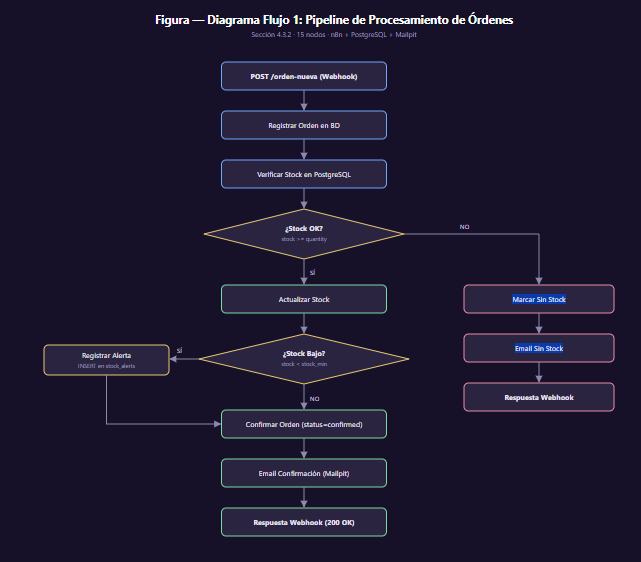 Figura — Diagrama Flujo 1: Pipeline de Procesamiento de Órdenes
Sección 4.3.2 · 15 nodos · n8n + PostgreSQL + Mailpit
POST /orden-nueva (Webhook)
Registrar Orden en BD
Verificar Stock en PostgreSQL
¿Stock OK?
stock >= quantity
NO
SÍ
Actualizar Stock
Marcar Sin Stock
¿Stock Bajo?
stock < stock_min
SÍ
Registrar Alerta
INSERT en stock_alerts
Email Sin Stock
NO
Respuesta Webhook
Confirmar Orden (status=confirmed)
Email Confirmación (Mailpit)
Respuesta Webhook (200 OK)